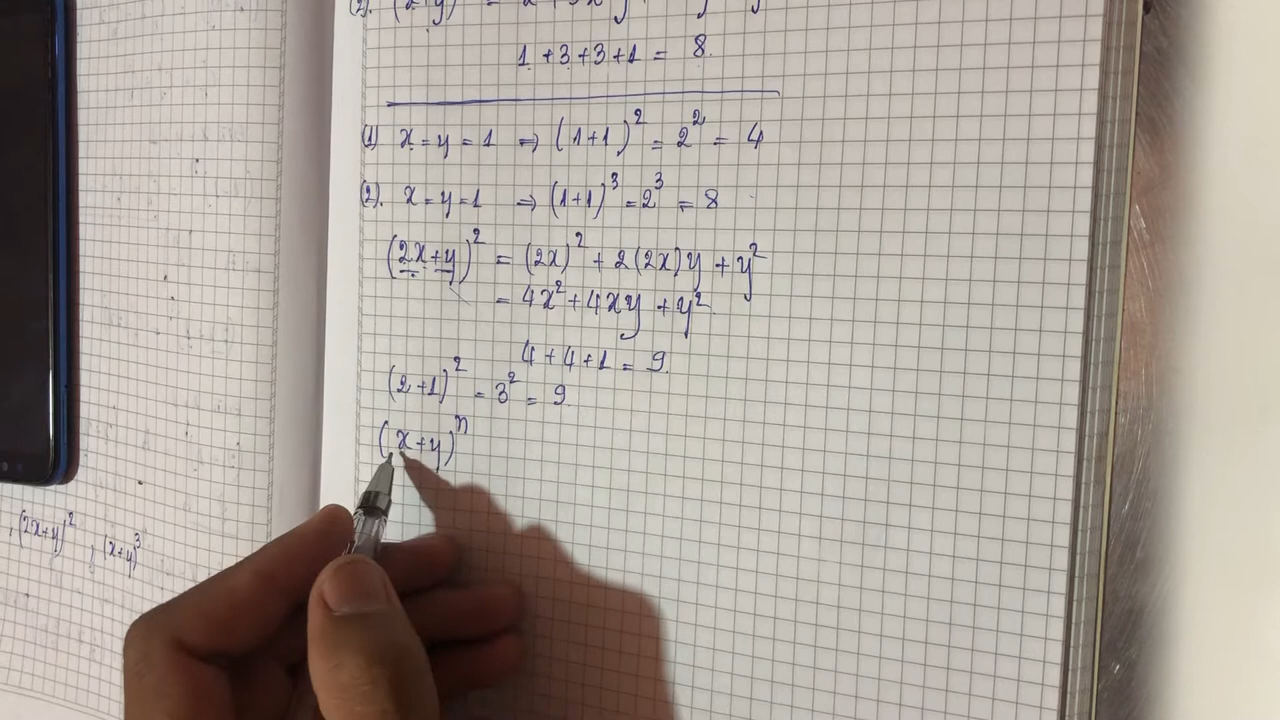 1 + 3 + 3 + 1 = 8.
(1) x = y = 1 ⇒ (1+1)² = 2² = 4
(2). x = y = 1 ⇒ (1+1)³ = 2³ = 8
(2x+y)² = (2x)² + 2(2x)y + y²
= 4x² + 4xy + y²
4 + 4 + 1 = 9.
(2+1)² = 3² = 9.
(x+y)ⁿ
, (2x+y)² , (x+y)³